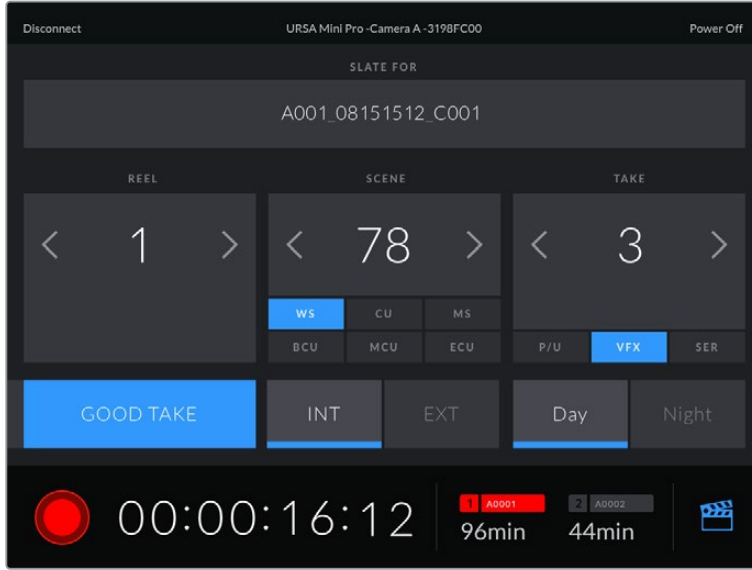 Disconnect URSA Mini Pro -Camera A -3198FC00 Power Off
SLATE FOR
A001_08151512_C001
REEL SCENE TAKE
< 1 > < 78 > < 3 >
WS CU MS
BCU MCU ECU P/U VFX SER
GOOD TAKE INT EXT Day Night
00:00:16:12 1 A0001 2 A0002
96min 44min